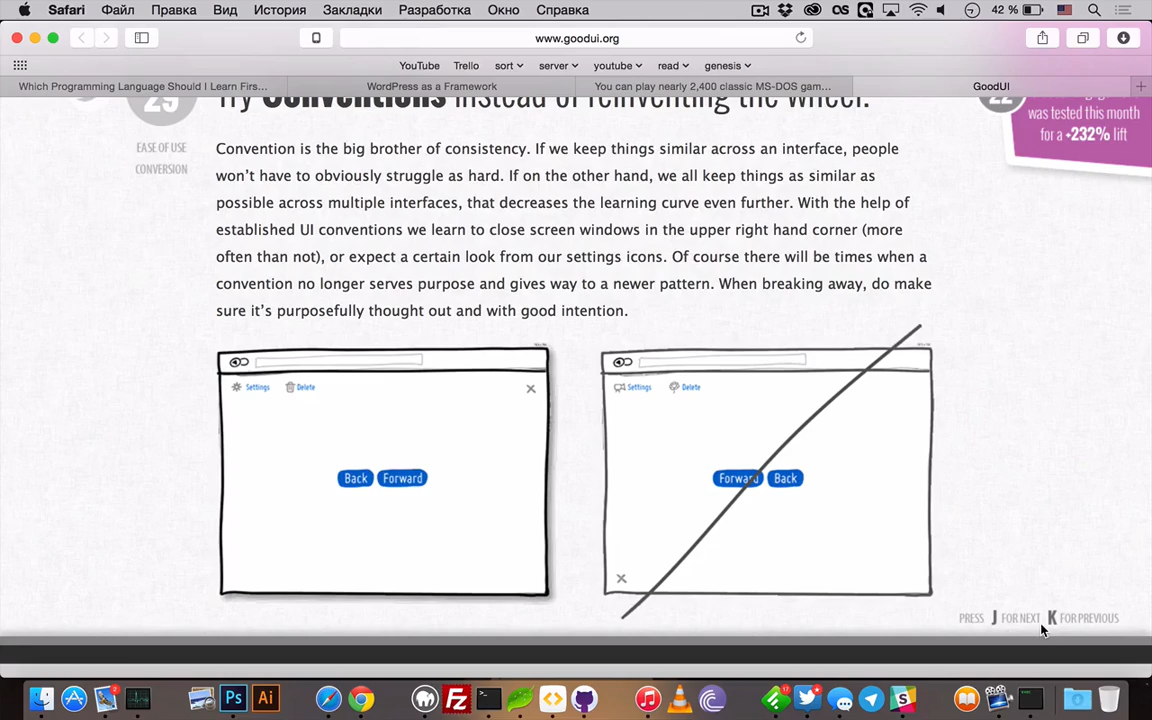 Safari Файл Правка Вид История Закладки Разработка Окно Справка 42 %
www.goodui.org
YouTube Trello sort server youtube read genesis
Which Programming Language Should I Learn Firs... WordPress as a Framework You can play nearly 2,400 classic MS-DOS gam... GoodUI
29 Try Conventions instead of reinventing the wheel.
22
was tested this month
for a +232% lift
EASE OF USE
CONVERSION
Convention is the big brother of consistency. If we keep things similar across an interface, people
won't have to obviously struggle as hard. If on the other hand, we all keep things as similar as
possible across multiple interfaces, that decreases the learning curve even further. With the help of
established UI conventions we learn to close screen windows in the upper right hand corner (more
often than not), or expect a certain look from our settings icons. Of course there will be times when a
convention no longer serves purpose and gives way to a newer pattern. When breaking away, do make
sure it's purposefully thought out and with good intention.
Settings Delete
Back Forward
Settings Delete
Forward Back
PRESS J FOR NEXT K FOR PREVIOUS
Ps Ai Fz